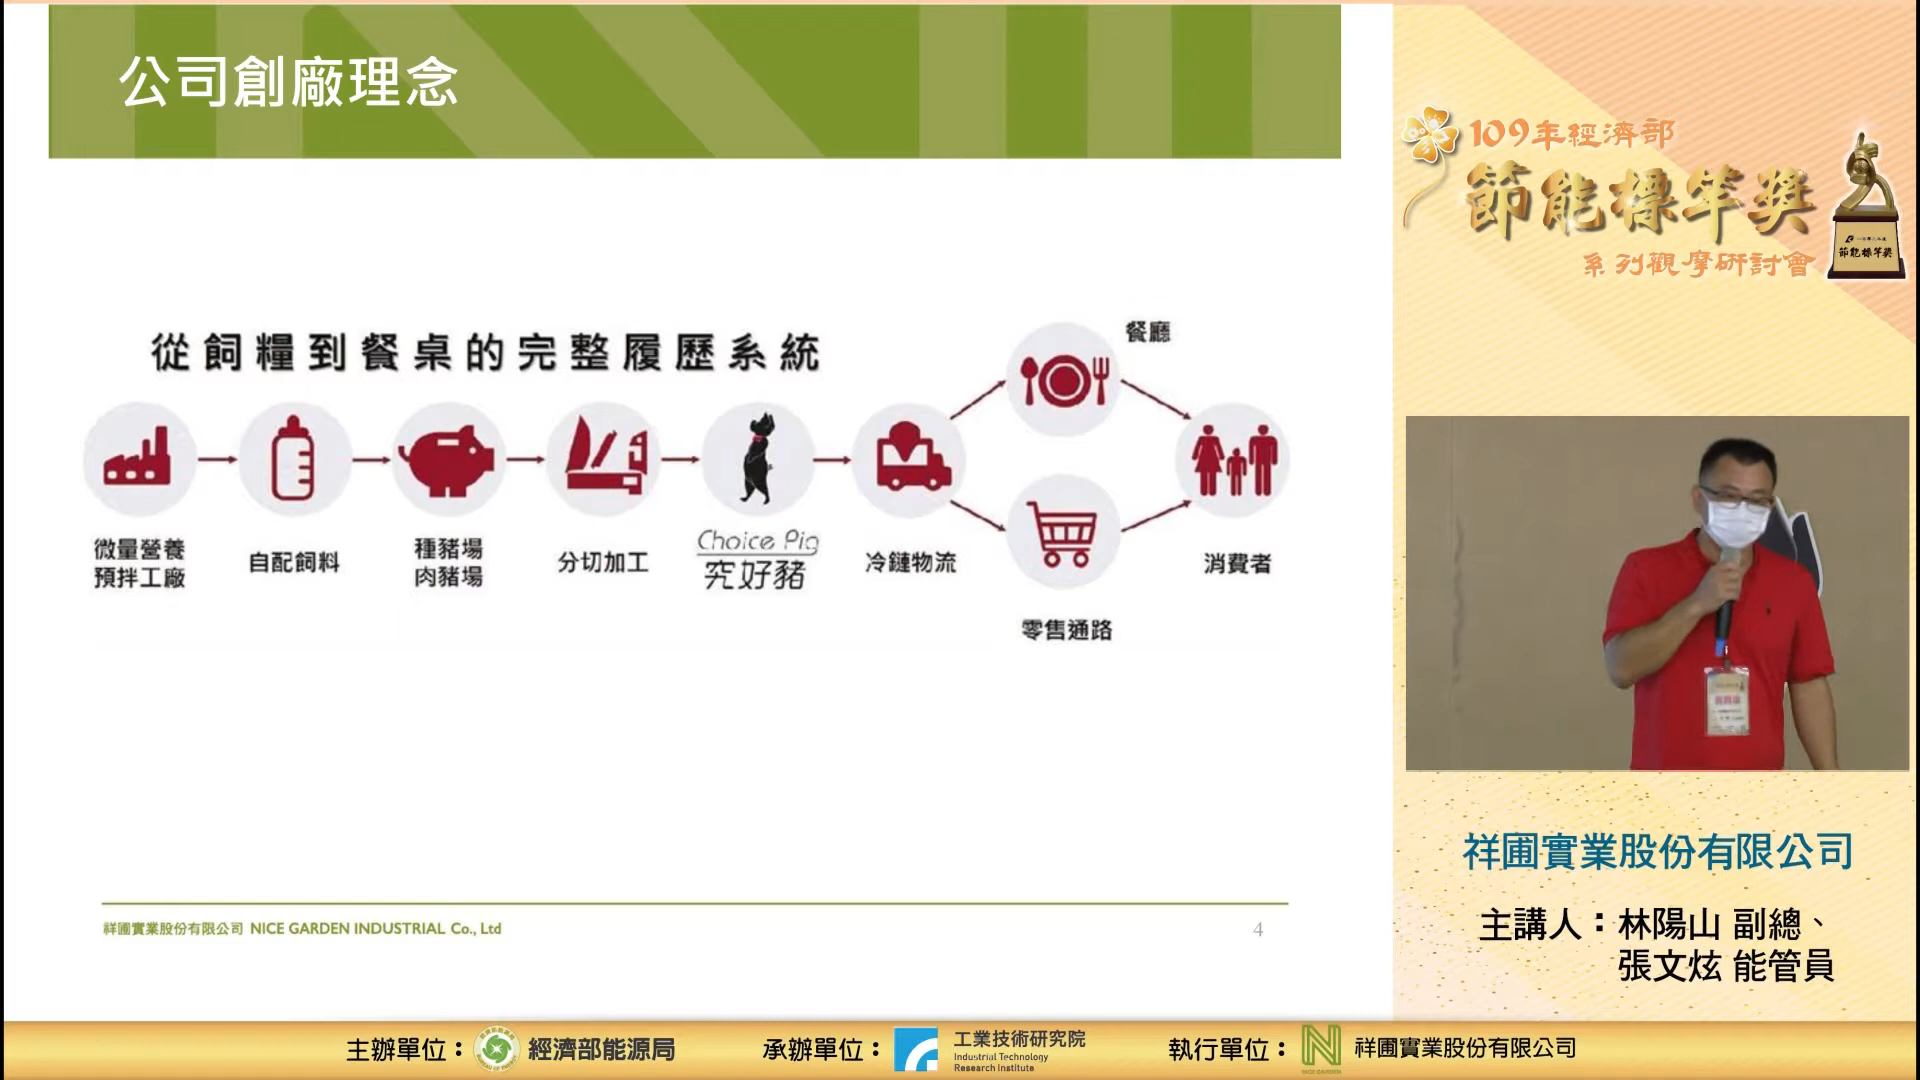 公司創廠理念
從飼糧到餐桌的完整履歷系統
微量營養
預拌工廠
自配飼料
種豬場
肉豬場
分切加工
Choice Pig
究好豬
冷鏈物流
餐廳
零售通路
消費者
祥圃實業股份有限公司 NICE GARDEN INDUSTRIAL Co., Ltd
4
109年經濟部
節能標竿獎
系列觀摩研討會
節能標竿獎
祥圃實業股份有限公司
主講人：林陽山 副總、
張文炫 能管員
主辦單位：
經濟部能源局
承辦單位：
工業技術研究院
Industrial Technology
Research Institute
執行單位：
NICE GARDEN
祥圃實業股份有限公司